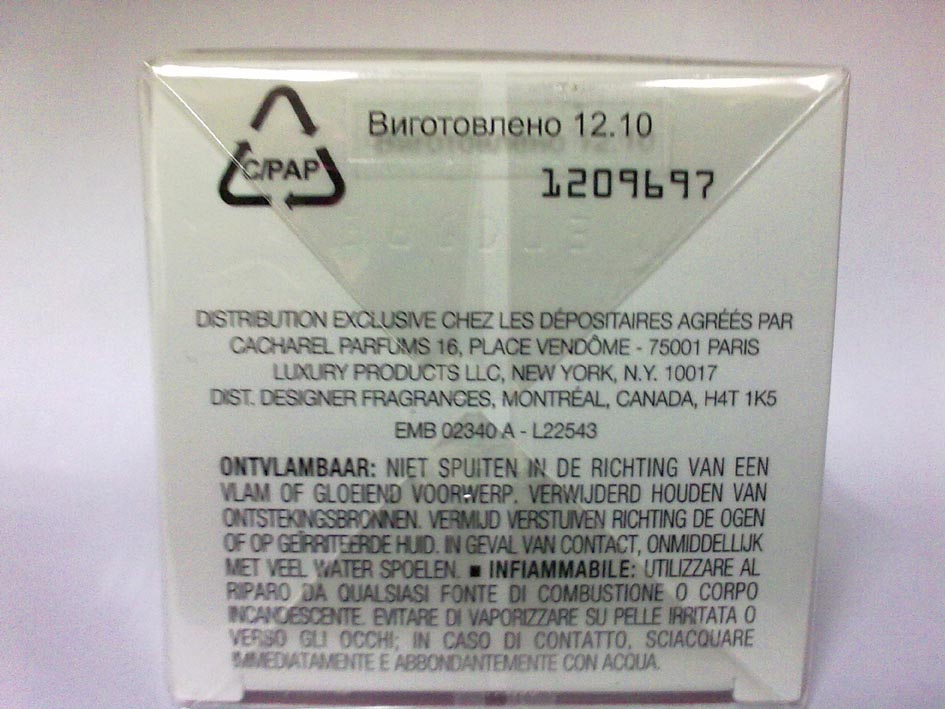 C/PAP
Виготовлено 12.10
1209697
DISTRIBUTION EXCLUSIVE CHEZ LES DÉPOSITAIRES AGRÉÉS PAR
CACHAREL PARFUMS 16, PLACE VENDÔME - 75001 PARIS
LUXURY PRODUCTS LLC, NEW YORK, N.Y. 10017
DIST. DESIGNER FRAGRANCES, MONTRÉAL, CANADA, H4T 1K5
EMB 02340 A - L22543
ONTVLAMBAAR: NIET SPUITEN IN DE RICHTING VAN EEN
VLAM OF GLOEIEND VOORWERP. VERWIJDERD HOUDEN VAN
ONTSTEKINGSBRONNEN. VERMIJD VERSTUIVEN RICHTING DE OGEN
OF OP GEÏRRITEERDE HUID. IN GEVAL VAN CONTACT, ONMIDDELLIJK
MET VEEL WATER SPOELEN. ■ INFIAMMABILE: UTILIZZARE AL
RIPARO DA QUALSIASI FONTE DI COMBUSTIONE O CORPO
INCANDESCENTE. EVITARE DI VAPORIZZARE SU PELLE IRRITATA O
VERSO GLI OCCHI; IN CASO DI CONTATTO, SCIACQUARE
IMMEDIATAMENTE E ABBONDANTEMENTE CON ACQUA.